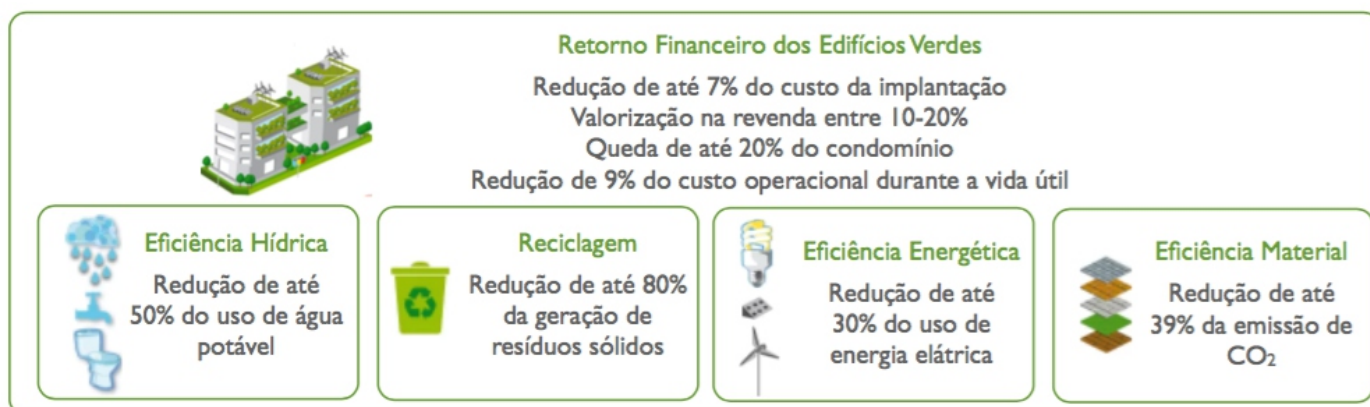 Retorno Financeiro dos Edifícios Verdes
Redução de até 7% do custo da implantação
Valorização na revenda entre 10-20%
Queda de até 20% do condomínio
Redução de 9% do custo operacional durante a vida útil
Eficiência Hídrica
Redução de até
50% do uso de água
potável
Reciclagem
Redução de até 80%
da geração de
resíduos sólidos
Eficiência Energética
Redução de até
30% do uso de
energia elátrica
Eficiência Material
Redução de até
39% da emissão de
CO₂